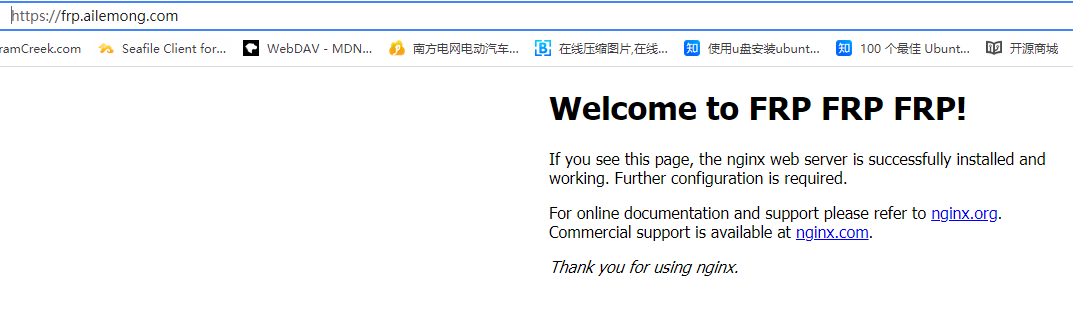 https://frp.ailemong.com
ramCreek.com Seafile Client for... WebDAV - MDN... 南方电网电动汽车... 在线压缩图片,在线... 知 使用u盘安装ubunt... 知 100 个最佳 Ubunt... 开源商城
Welcome to FRP FRP FRP!
If you see this page, the nginx web server is successfully installed and
working. Further configuration is required.
For online documentation and support please refer to nginx.org.
Commercial support is available at nginx.com.
Thank you for using nginx.